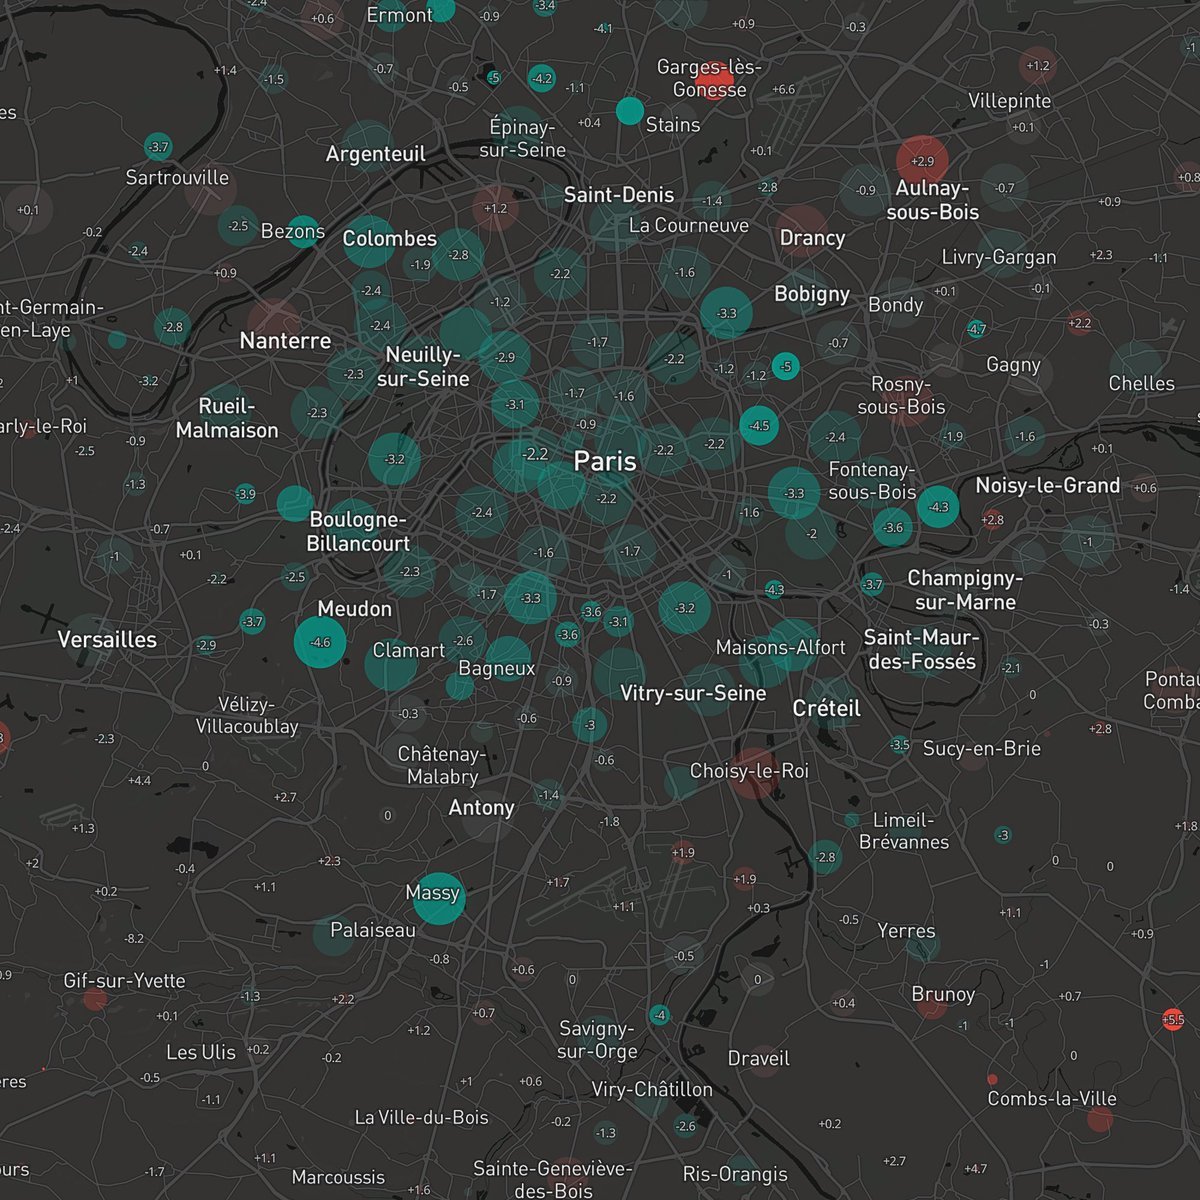 -2.4
+0.6
Ermont
-0.9
-3.4
-4.1
+0.9
-0.3
-1
+1.4
-1.5
-0.7
-0.5
-5
-4.2
-1.1
Garges-lès-
Gonesse
+6.6
+1.2
Villepinte
+0.1
es
-3.7
Sartrouville
Argenteuil
Épinay-
sur-Seine
+0.4
Stains
+0.1
+2.9
Aulnay-
sous-Bois
-0.9
-0.7
+0.8
+0.1
-0.2
-2.5
Bezons
Colombes
+1.2
Saint-Denis
La Courneuve
-1.4
-2.8
Drancy
+0.9
-2.4
+0.9
-1.9
-2.8
-2.2
-1.6
Livry-Gargan
+2.3
-1.1
nt-Germain-
en-Laye
-2.8
Nanterre
-2.4
-2.4
-1.2
-3.3
Bobigny
Bondy
+0.1
-0.1
-4.7
+2.2
+1
-3.2
Neuilly-
sur-Seine
-2.3
-2.9
-1.7
-2.2
-1.2
-1.2
-5
-0.7
Gagny
Chelles
2
arly-le-Roi
Rueil-
Malmaison
-2.3
-3.1
-1.7
-1.6
-0.9
-4.5
Rosny-
sous-Bois
-2.5
-0.9
-1.3
-3.2
-2.2
Paris
-2.2
-2.2
-2.4
-1.9
-1.6
+0.1
-3.9
-2.4
-2.2
-3.3
-1.6
Fontenay-
sous-Bois
-4.3
Noisy-le-Grand
+0.6
+2.8
-2.4
-0.7
Boulogne-
Billancourt
-2
-3.6
-1
-1
+0.1
-2.2
-2.5
-2.3
-1.6
-1.7
-1
-4.3
-3.7
Champigny-
sur-Marne
-1.4
-0.3
Versailles
-2.9
-3.7
Meudon
-4.6
-1.7
-3.3
-3.6
-3.6
-3.1
-3.2
Clamart
-2.6
Bagneux
-0.9
Maisons-Alfort
Saint-Maur-
des-Fossés
-2.1
0
Pontau
Comba
Vitry-sur-Seine
Créteil
Vélizy-
Villacoublay
-0.3
-0.6
-3
8
-2.3
0
+4.4
+2.7
Châtenay-
Malabry
-0.6
Choisy-le-Roi
-3.5
Sucy-en-Brie
+2.8
Antony
-1.4
-1.8
0
+1.3
+2
Limeil-
Brévannes
-3
+1.8
-0.4
+2.3
+0.2
+1.1
Massy
+1.7
+1.9
+1.9
-2.8
0
0
+1.1
+0.3
+1.1
-0.5
Yerres
+0.9
-8.2
Palaiseau
-0.8
+0.6
0
-0.5
0
-1
0.9
Gif-sur-Yvette
-1.3
+2.2
+0.4
Brunoy
+0.7
+0.1
+0.7
-4
-1
-1
+5.5
+1.2
Savigny-
sur-Orge
Les Ulis
+0.2
-0.2
Draveil
0
ères
-0.5
-1.1
+1
+0.6
Viry-Châtillon
Combs-la-Ville
La Ville-du-Bois
-0.2
-1.3
-2.6
+0.2
ours
-1.7
+1.1
Marcoussis
Sainte-Geneviève-
des-Bois
+1.6
Ris-Orangis
+2.7
+4.7